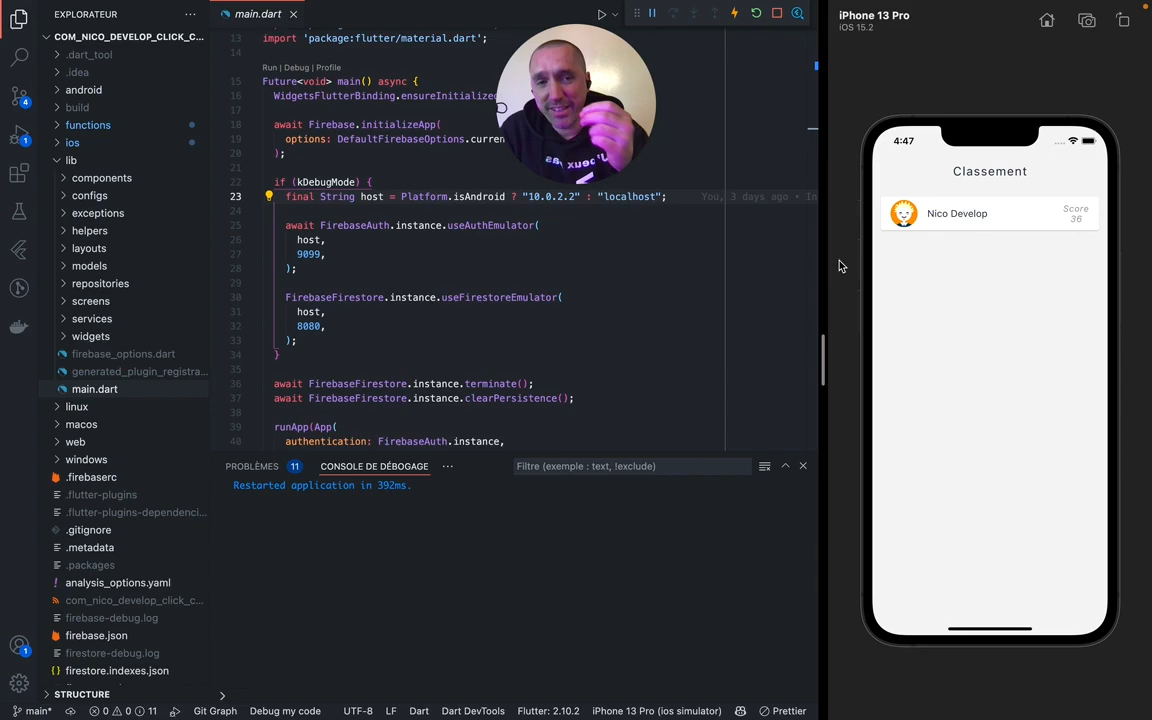 EXPLORATEUR
main.dart
iPhone 13 Pro
iOS 15.2
COM_NICO_DEVELOP_CLICK_C...
.dart_tool
.idea
android
build
functions
ios
lib
components
configs
exceptions
helpers
layouts
models
repositories
screens
services
widgets
firebase_options.dart
generated_plugin_registra...
main.dart
linux
macos
web
windows
.firebaserc
.flutter-plugins
.flutter-plugins-dependenci...
.gitignore
.metadata
.packages
analysis_options.yaml
com_nico_develop_click_c...
firebase-debug.log
firebase.json
firestore-debug.log
firestore.indexes.json
STRUCTURE
4
1
1
13 import 'package:flutter/material.dart';
14
Run | Debug | Profile
15 Future<void> main() async {
16 WidgetsFlutterBinding.ensureInitialized
17
18 await Firebase.initializeApp(
19 options: DefaultFirebaseOptions.curren
20 );
21
22 if (kDebugMode) {
23 final String host = Platform.isAndroid ? "10.0.2.2" : "localhost"; You, 3 days ago • In
24
25 await FirebaseAuth.instance.useAuthEmulator(
26 host,
27 9099,
28 );
29
30 FirebaseFirestore.instance.useFirestoreEmulator(
31 host,
32 8080,
33 );
34 }
35
36 await FirebaseFirestore.instance.terminate();
37 await FirebaseFirestore.instance.clearPersistence();
38
39 runApp(App(
40 authentication: FirebaseAuth.instance,
PROBLÈMES 11 CONSOLE DE DÉBOGAGE Filtre (exemple : text, !exclude)
Restarted application in 392ms.
4:47
Classement
Nico Develop
Score
36
main* 0 0 11 Git Graph Debug my code UTF-8 LF Dart Dart DevTools Flutter: 2.10.2 iPhone 13 Pro (ios simulator) Prettier